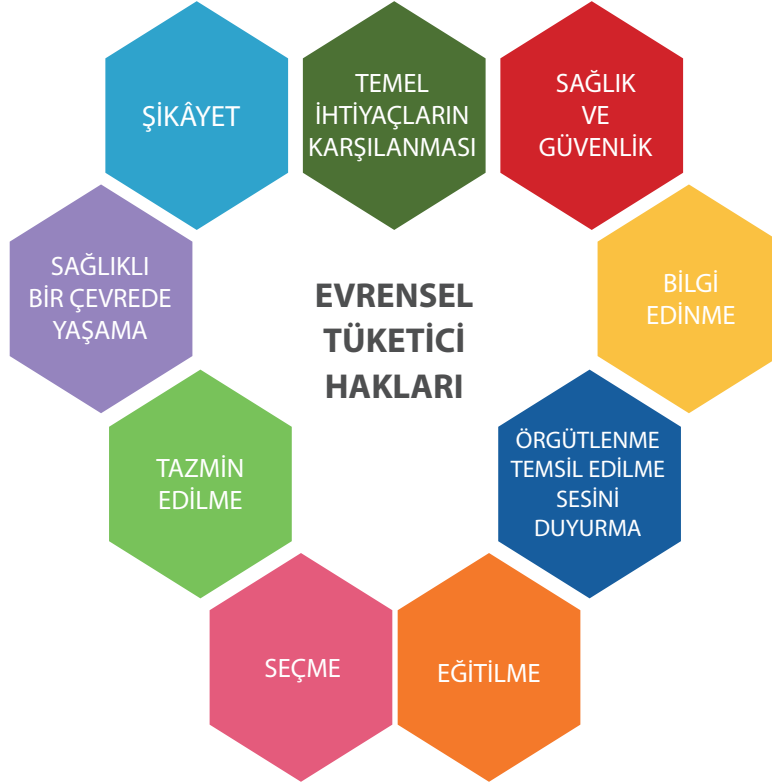 ŞİKÂYET
TEMEL
İHTİYAÇLARIN
KARŞILANMASI
SAĞLIK
VE
GÜVENLİK
SAĞLIKLI
BİR ÇEVREDE
YAŞAMA
EVRENSEL
TÜKETİCİ
HAKLARI
BİLGİ
EDİNME
TAZMİN
EDİLME
ÖRGÜTLENME
TEMSİL EDİLME
SESİNİ
DUYURMA
SEÇME
EĞİTİLME